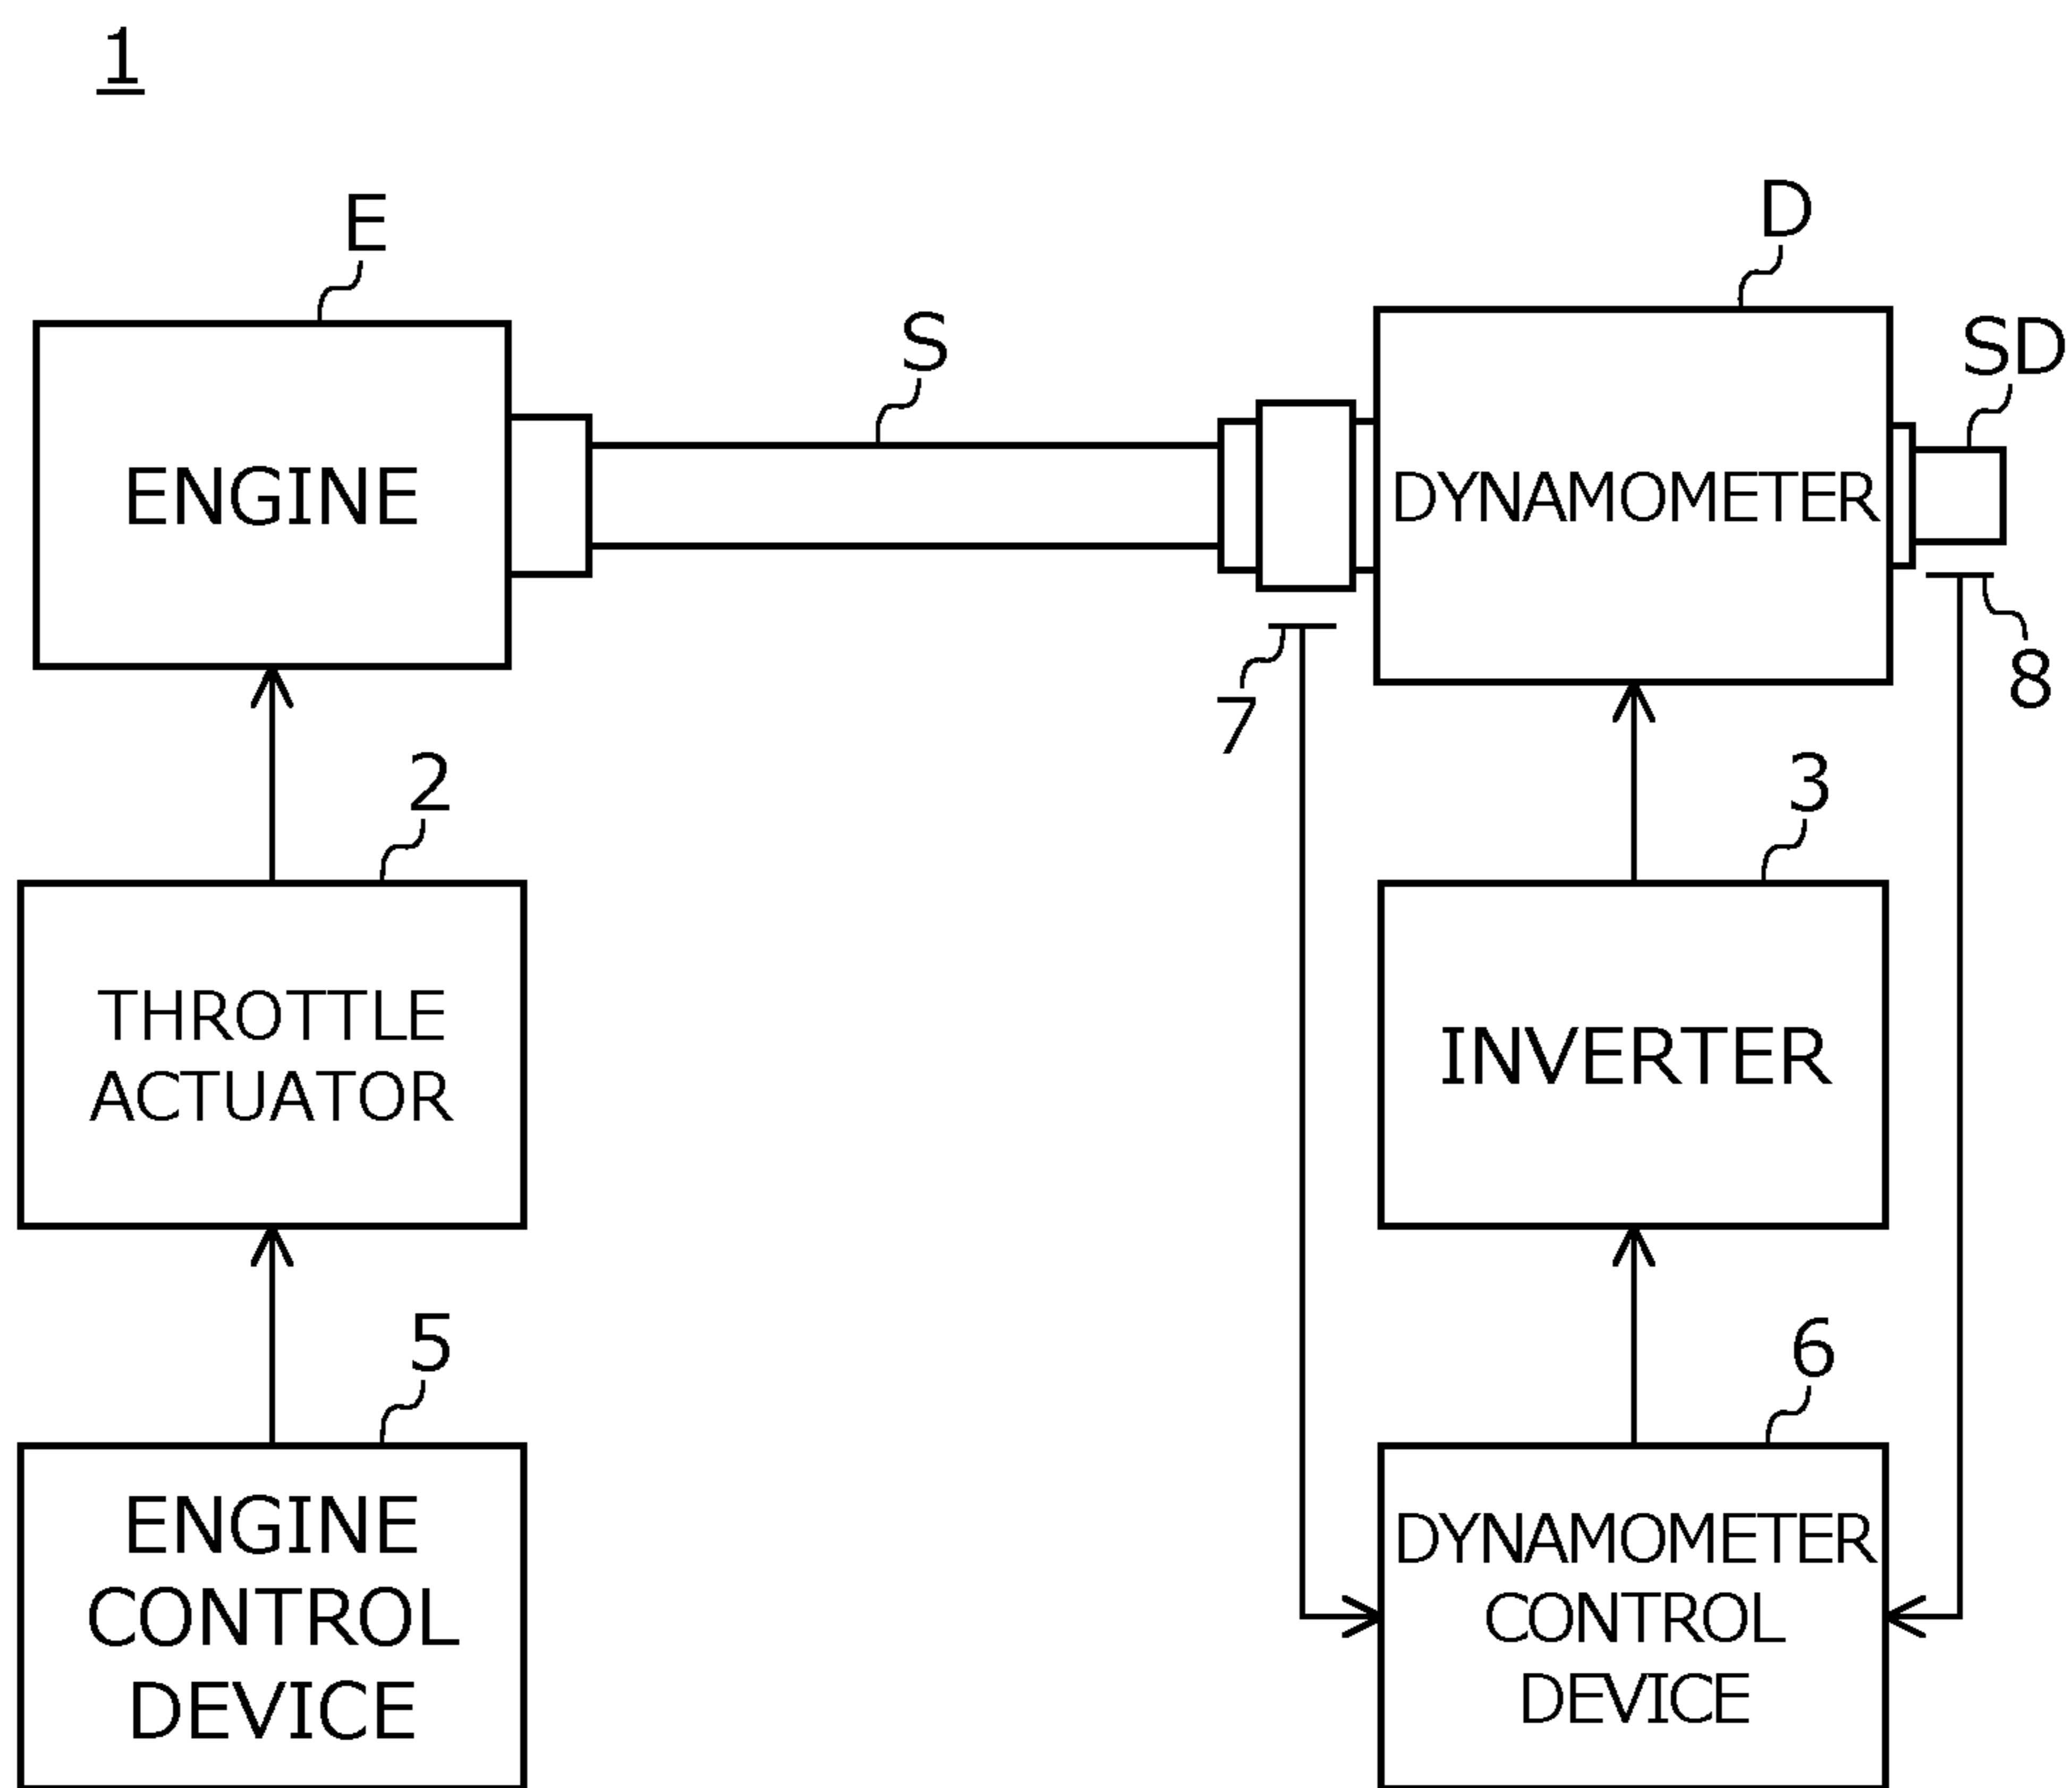 1
E
D
S
SD
ENGINE
DYNAMOMETER
7
8
2
3
THROTTLE
ACTUATOR
INVERTER
5
6
ENGINE
CONTROL
DEVICE
DYNAMOMETER
CONTROL
DEVICE